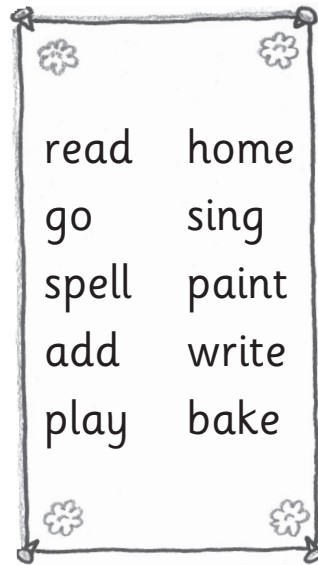 read home
go sing
spell paint
add write
play bake